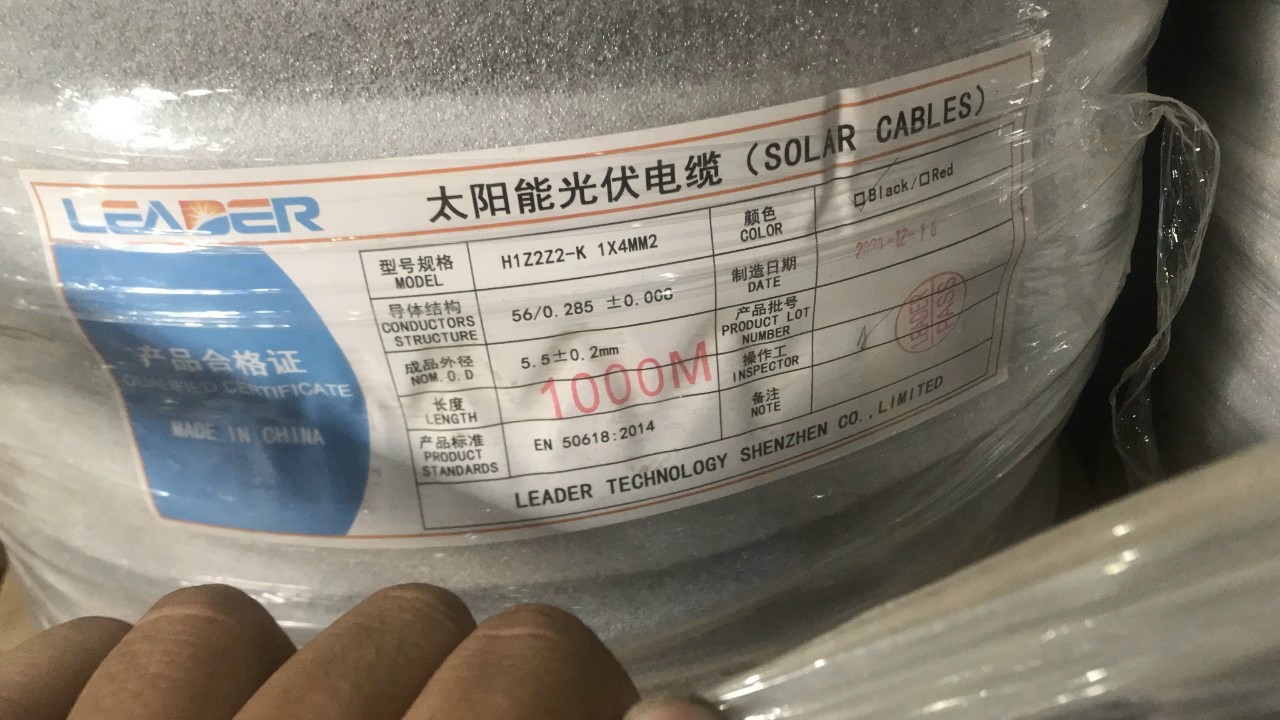 LEADER
太阳能光伏电缆（SOLAR CABLES）
产品合格证
QUALIFIED CERTIFICATE
MADE IN CHINA
型号规格
MODEL
H1Z2Z2-K 1X4MM2
颜色
COLOR
□Black/□Red
导体结构
CONDUCTORS
STRUCTURE
56/0.285 ±0.008
制造日期
DATE
成品外径
NOM.O.D
5.5±0.2mm
产品批号
PRODUCT LOT
NUMBER
长度
LENGTH
1000M
操作工
INSPECTOR
产品标准
PRODUCT
STANDARDS
EN 50618:2014
备注
NOTE
LEADER TECHNOLOGY SHENZHEN CO.,LIMITED